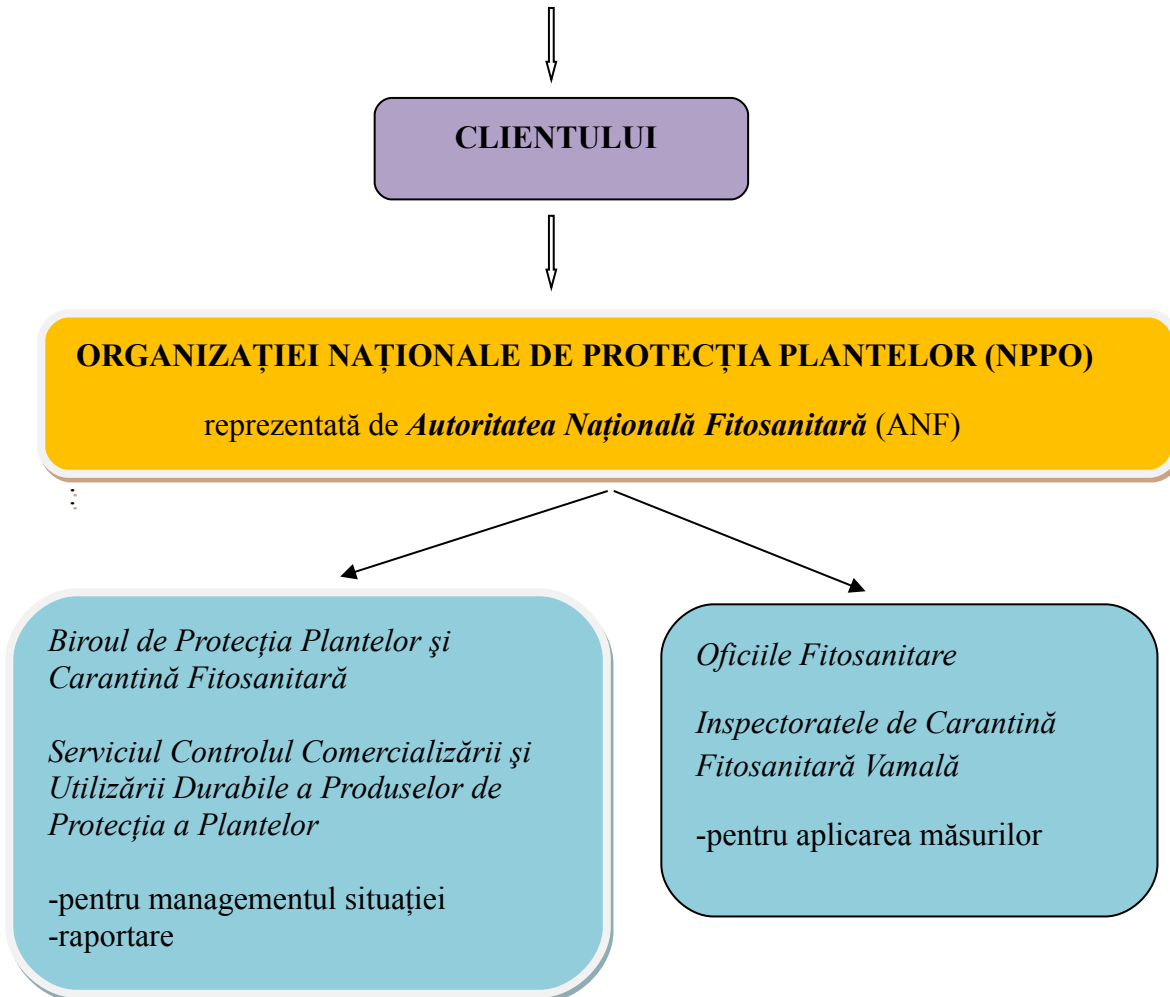 CLIENTULUI
ORGANIZAȚIEI NAȚIONALE DE PROTECȚIA PLANTELOR (NPPO)
reprezentată de Autoritatea Națională Fitosanitară (ANF)
Biroul de Protecția Plantelor şi
Carantină Fitosanitară
Serviciul Controlul Comercializării şi
Utilizării Durabile a Produselor de
Protecția a Plantelor
-pentru managementul situației
-raportare
Oficiile Fitosanitare
Inspectoratele de Carantină
Fitosanitară Vamală
-pentru aplicarea măsurilor